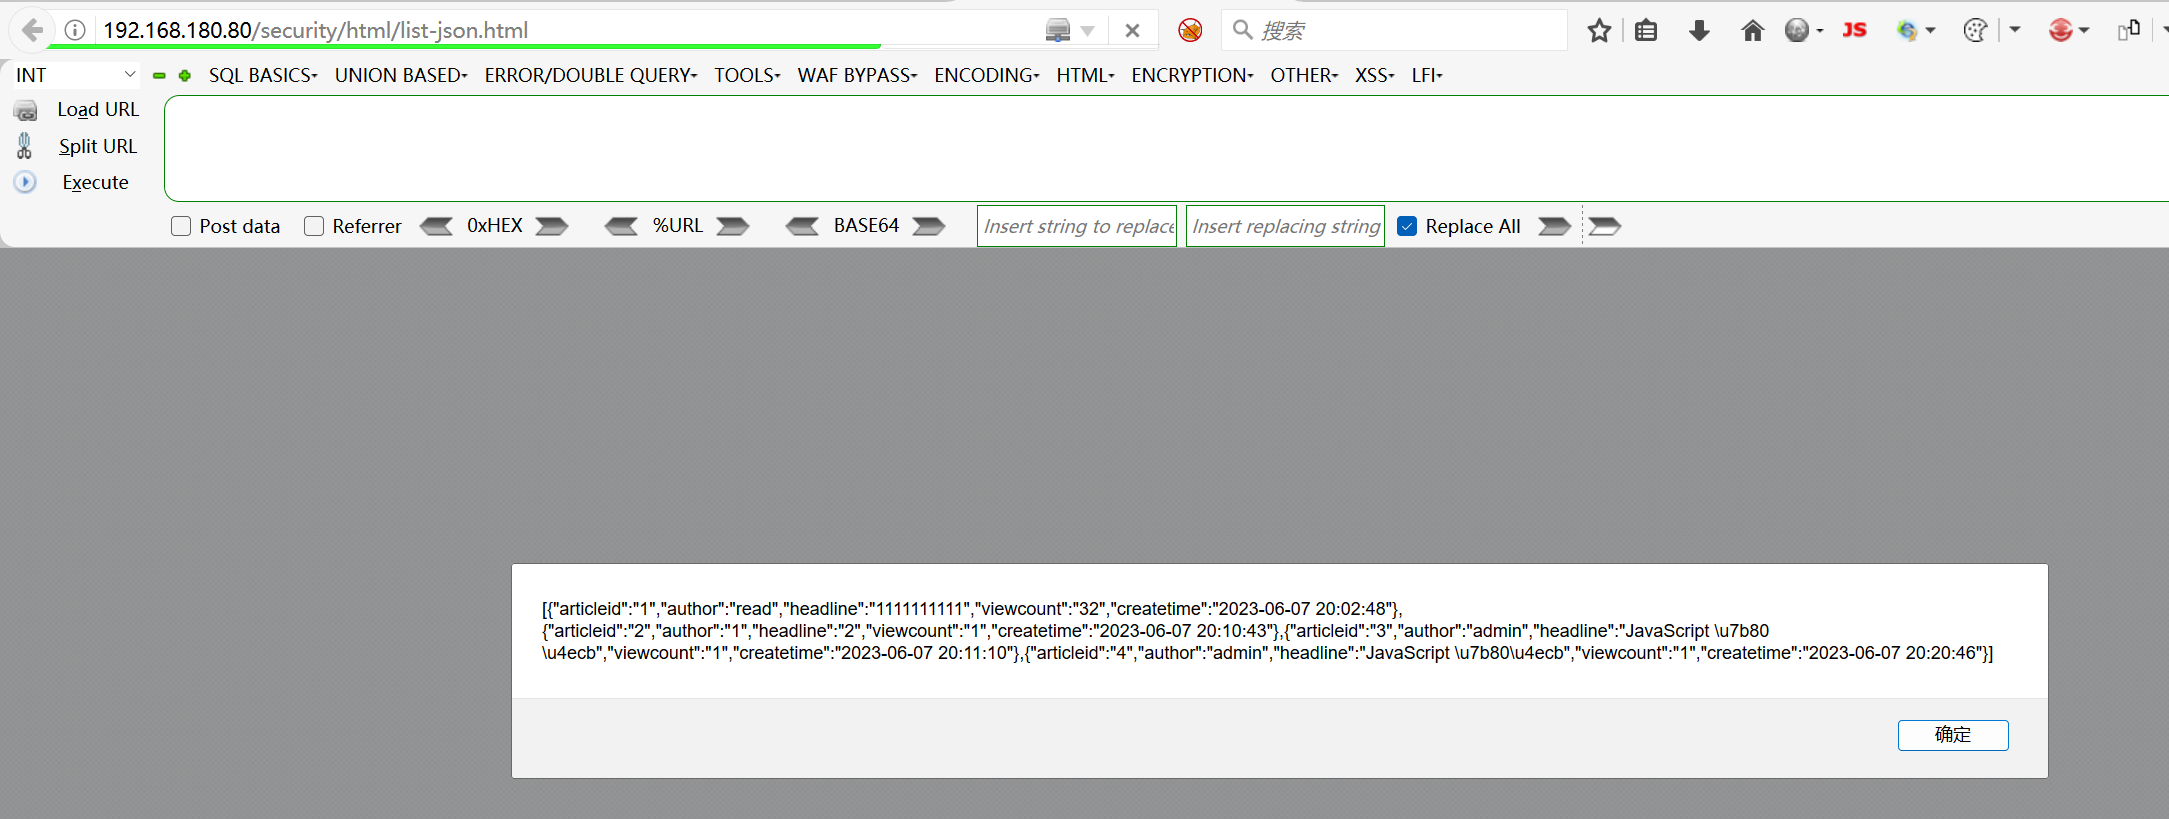 192.168.180.80/security/html/list-json.html
搜索
JS
INT
SQL BASICS
UNION BASED
ERROR/DOUBLE QUERY
TOOLS
WAF BYPASS
ENCODING
HTML
ENCRYPTION
OTHER
XSS
LFI
Load URL
Split URL
Execute
Post data
Referrer
0xHEX
%URL
BASE64
Insert string to replace
Insert replacing string
Replace All
[{"articleid":"1","author":"read","headline":"1111111111","viewcount":"32","createtime":"2023-06-07 20:02:48"},
{"articleid":"2","author":"1","headline":"2","viewcount":"1","createtime":"2023-06-07 20:10:43"},{"articleid":"3","author":"admin","headline":"JavaScript \u7b80
\u4ecb","viewcount":"1","createtime":"2023-06-07 20:11:10"},{"articleid":"4","author":"admin","headline":"JavaScript \u7b80\u4ecb","viewcount":"1","createtime":"2023-06-07 20:20:46"}]
确定